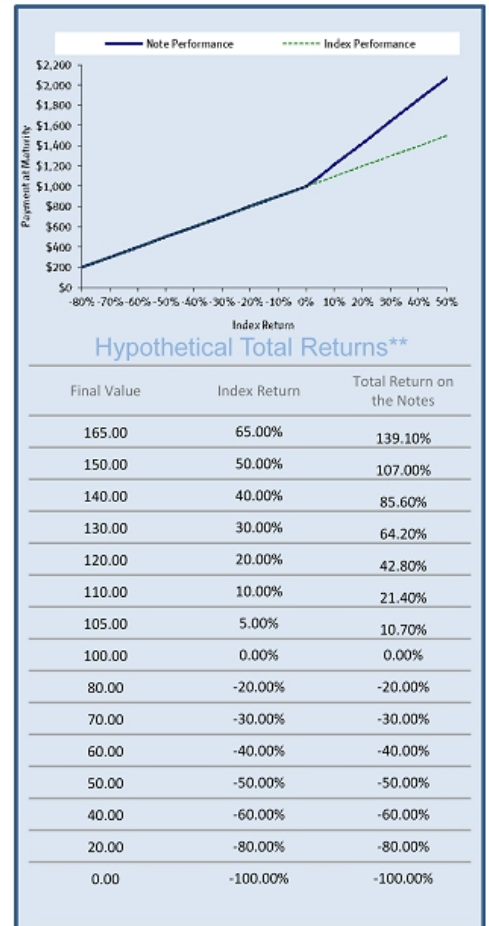 Note Performance Index Performance
$2,200
$2,000
$1,800
$1,600
$1,400
$1,200
$1,000
$800
$600
$400
$200
$0
Payment at Maturity
-80% -70% -60% -50% -40% -30% -20% -10% 0% 10% 20% 30% 40% 50%
Index Return
Hypothetical Total Returns**
Final Value Index Return Total Return on
the Notes
165.00 65.00% 139.10%
150.00 50.00% 107.00%
140.00 40.00% 85.60%
130.00 30.00% 64.20%
120.00 20.00% 42.80%
110.00 10.00% 21.40%
105.00 5.00% 10.70%
100.00 0.00% 0.00%
80.00 -20.00% -20.00%
70.00 -30.00% -30.00%
60.00 -40.00% -40.00%
50.00 -50.00% -50.00%
40.00 -60.00% -60.00%
20.00 -80.00% -80.00%
0.00 -100.00% -100.00%